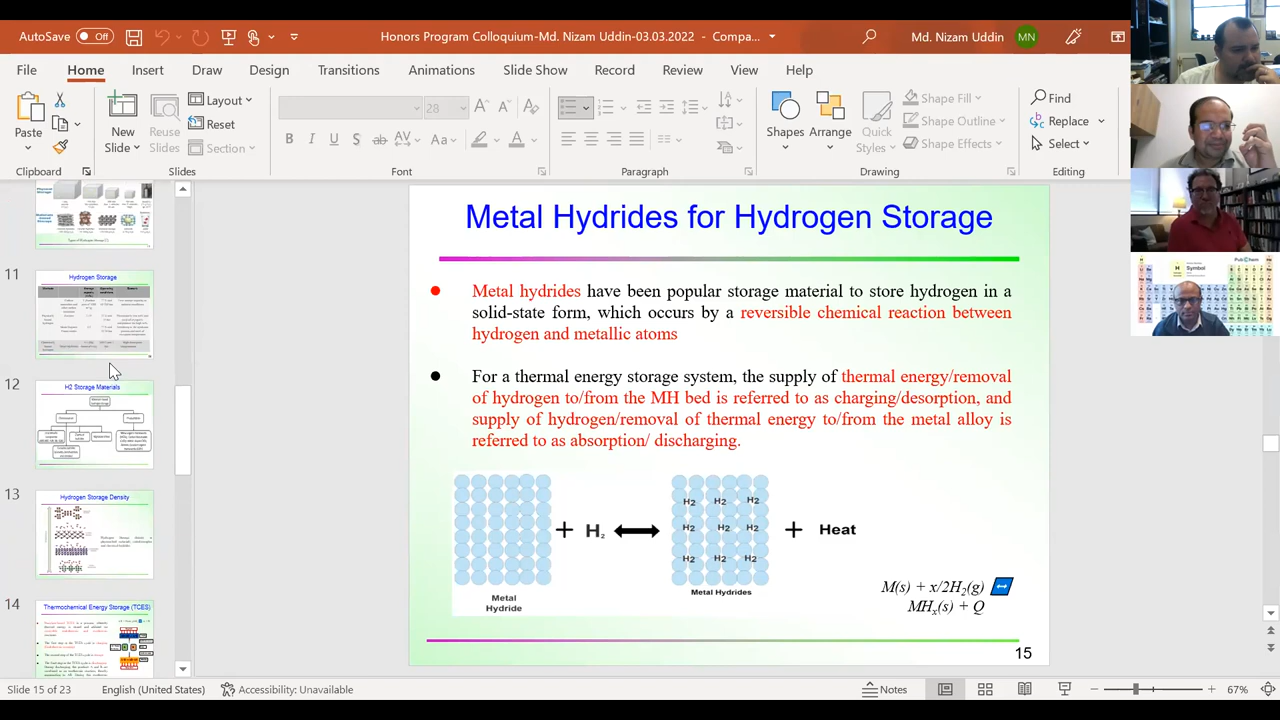 AutoSave Off Honors Program Colloquium-Md. Nizam Uddin-03.03.2022 - Compa... Md. Nizam Uddin MN
File Home Insert Draw Design Transitions Animations Slide Show Record Review View Help
Paste
Clipboard
New Slide
Reuse Slides
Layout
Reset
Section
Slides
28
B I U S ab AV Aa A
Font
Paragraph
Shapes
Arrange
Quick Styles
Shape Fill
Shape Outline
Shape Effects
Drawing
Find
Replace
Select
Editing
11
Hydrogen Storage
12
H2 Storage Materials
13
Hydrogen Storage Density
14
Thermochemical Energy Storage (TCES)
Metal Hydrides for Hydrogen Storage
Metal Hydrides have been popular storage material to store hydrogen in a
solid-state form, which occurs by a reversible chemical reaction between
hydrogen and metallic atoms
For a thermal energy storage system, the supply of thermal energy/removal
of hydrogen to/from the MH bed is referred to as charging/desorption, and
supply of hydrogen/removal of thermal energy to/from the metal alloy is
referred to as absorption/ discharging.
H2 H2 H2
+ H₂ H2 H2 H2 + Heat
H2 H2 H2
Metal
Hydride
Metal Hydrides
M(s) + x/2H₂(g) ↔
MHₓ(s) + Q
15
PubChem
H
Symbol
Slide 15 of 23 English (United States) Accessibility: Unavailable Notes 67%